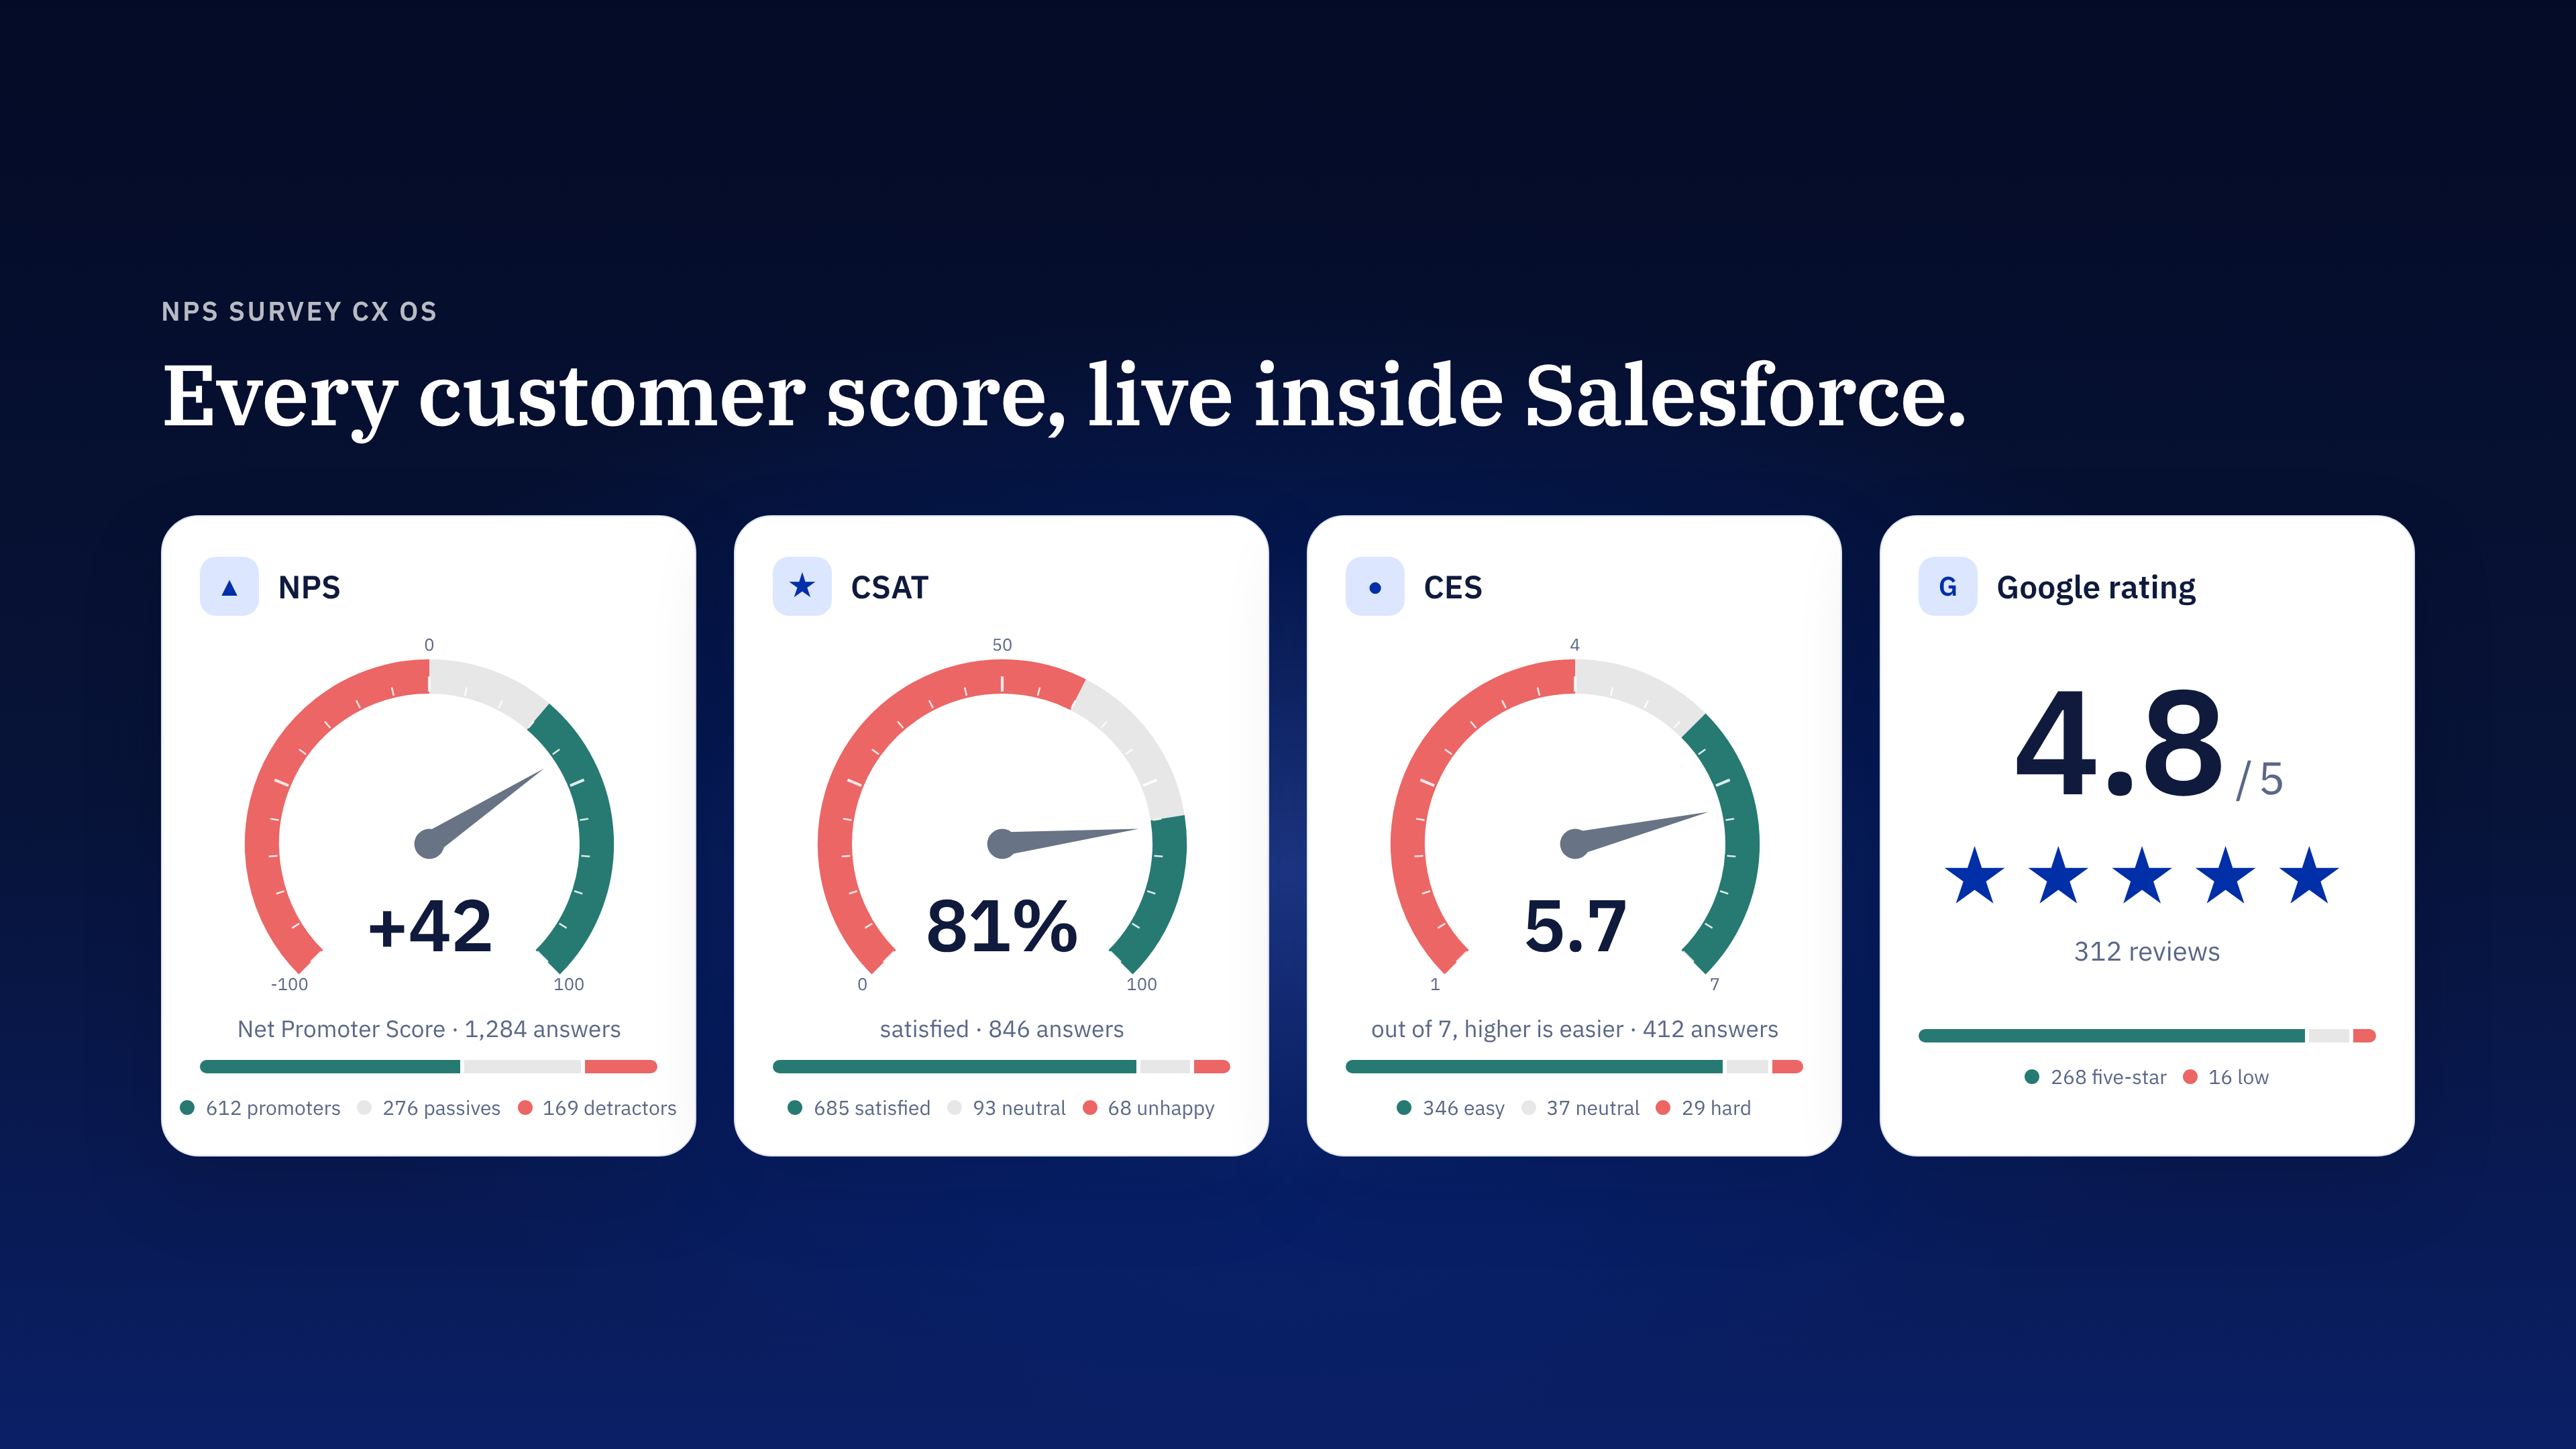 NPS SURVEY CX OS
Every customer score, live inside Salesforce.
NPS
0
-100
100
+42
Net Promoter Score · 1,284 answers
612 promoters 276 passives 169 detractors
CSAT
50
0
100
81%
satisfied · 846 answers
685 satisfied 93 neutral 68 unhappy
CES
4
1
7
5.7
out of 7, higher is easier · 412 answers
346 easy 37 neutral 29 hard
G Google rating
4.8 / 5
312 reviews
268 five-star 16 low